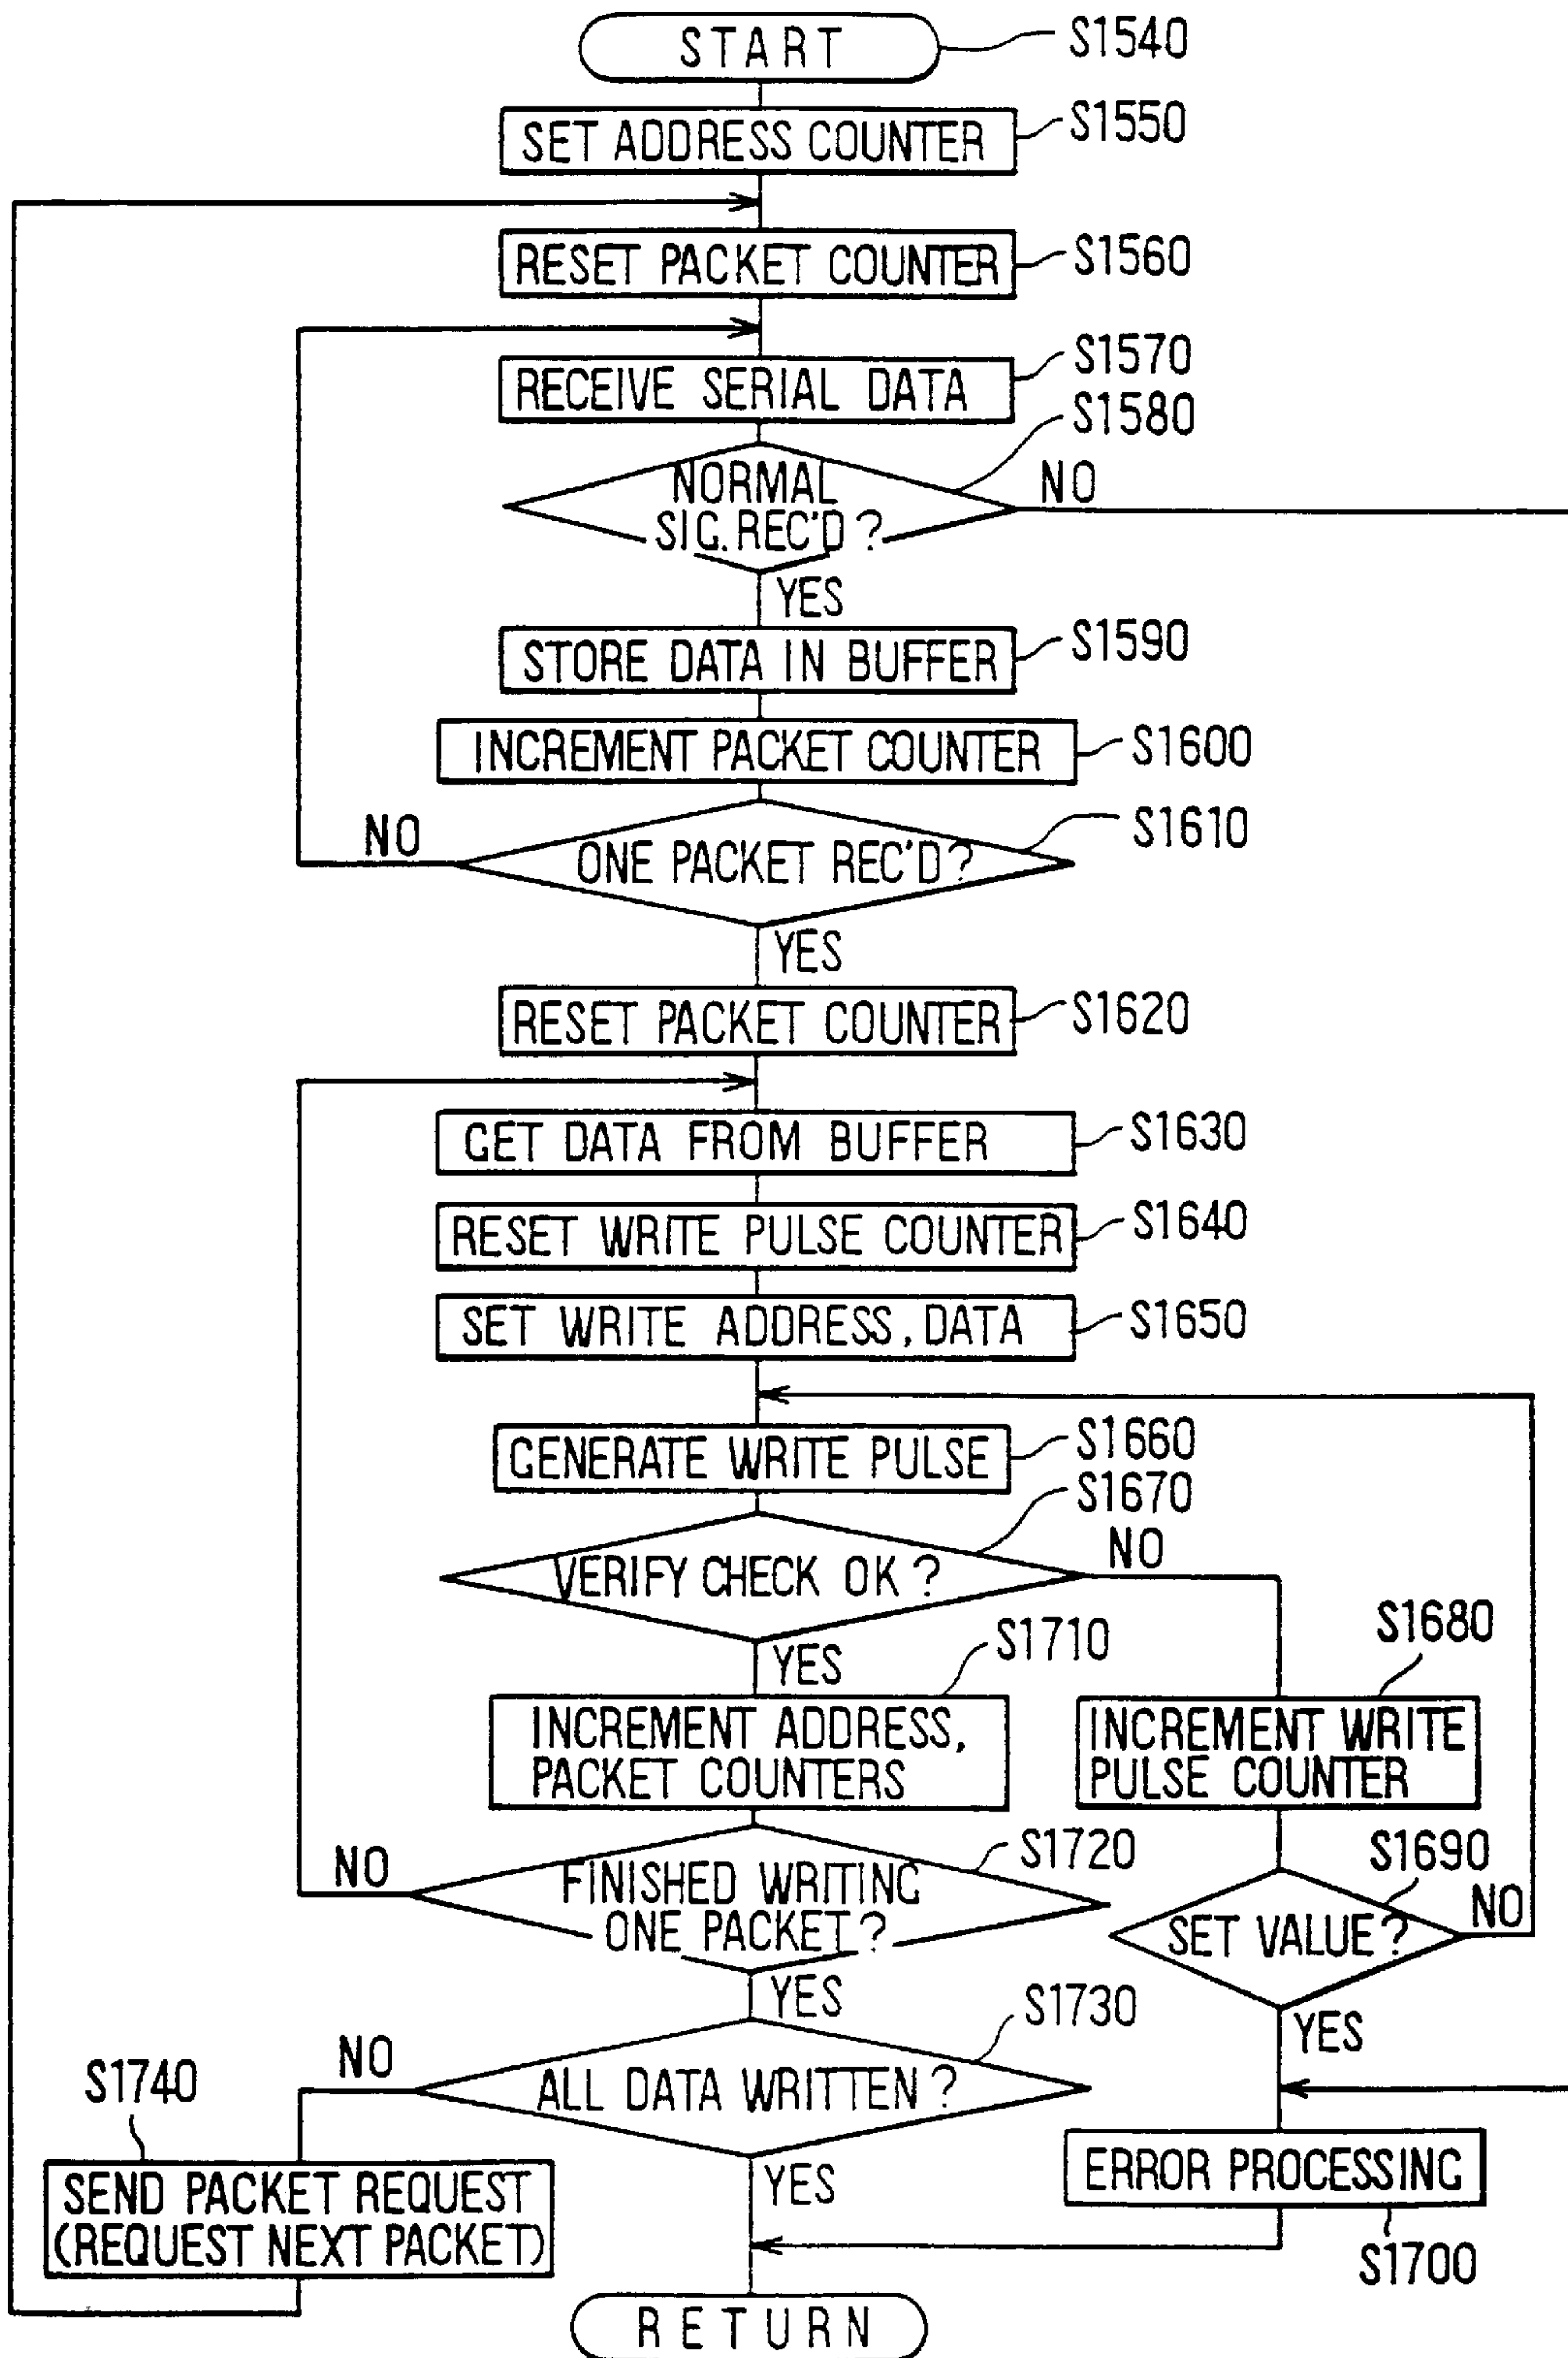 START
S1540
SET ADDRESS COUNTER
S1550
RESET PACKET COUNTER
S1560
RECEIVE SERIAL DATA
S1570
S1580
NORMAL
SIG. REC'D?
NO
YES
STORE DATA IN BUFFER
S1590
INCREMENT PACKET COUNTER
S1600
S1610
NO
ONE PACKET REC'D?
YES
RESET PACKET COUNTER
S1620
GET DATA FROM BUFFER
S1630
RESET WRITE PULSE COUNTER
S1640
SET WRITE ADDRESS, DATA
S1650
GENERATE WRITE PULSE
S1660
S1670
VERIFY CHECK OK?
NO
YES
S1710
S1680
INCREMENT ADDRESS,
PACKET COUNTERS
INCREMENT WRITE
PULSE COUNTER
S1720
S1690
NO
FINISHED WRITING
ONE PACKET?
SET VALUE?
NO
YES
YES
S1730
NO
ALL DATA WRITTEN?
S1740
SEND PACKET REQUEST
(REQUEST NEXT PACKET)
YES
ERROR PROCESSING
S1700
RETURN